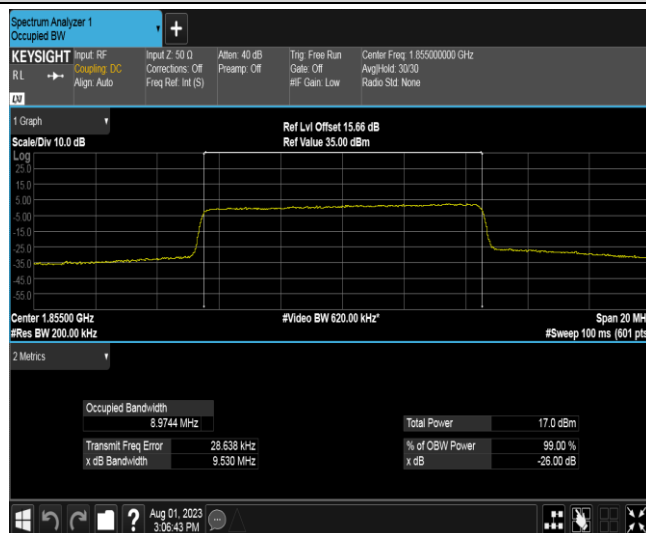 Spectrum Analyzer 1
Occupied BW
+
KEYSIGHT Input: RF Input Z: 50 Ω Atten: 40 dB Trig: Free Run Center Freq: 1.855000000 GHz
RL Coupling: DC Corrections: Off Preamp: Off Gate: Off Avg|Hold: 30/30
Align: Auto Freq Ref: Int (S) #IF Gain: Low Radio Std: None
LXI
1 Graph Ref Lvl Offset 15.66 dB
Scale/Div 10.0 dB Ref Value 35.00 dBm
Log
25.0
15.0
5.00
-5.00
-15.0
-25.0
-35.0
-45.0
-55.0
Center 1.85500 GHz #Video BW 620.00 kHz* Span 20 MH
#Res BW 200.00 kHz #Sweep 100 ms (601 pts
2 Metrics
Occupied Bandwidth
8.9744 MHz Total Power 17.0 dBm
Transmit Freq Error 28.638 kHz % of OBW Power 99.00 %
x dB Bandwidth 9.530 MHz x dB -26.00 dB
? Aug 01, 2023
3:06:43 PM